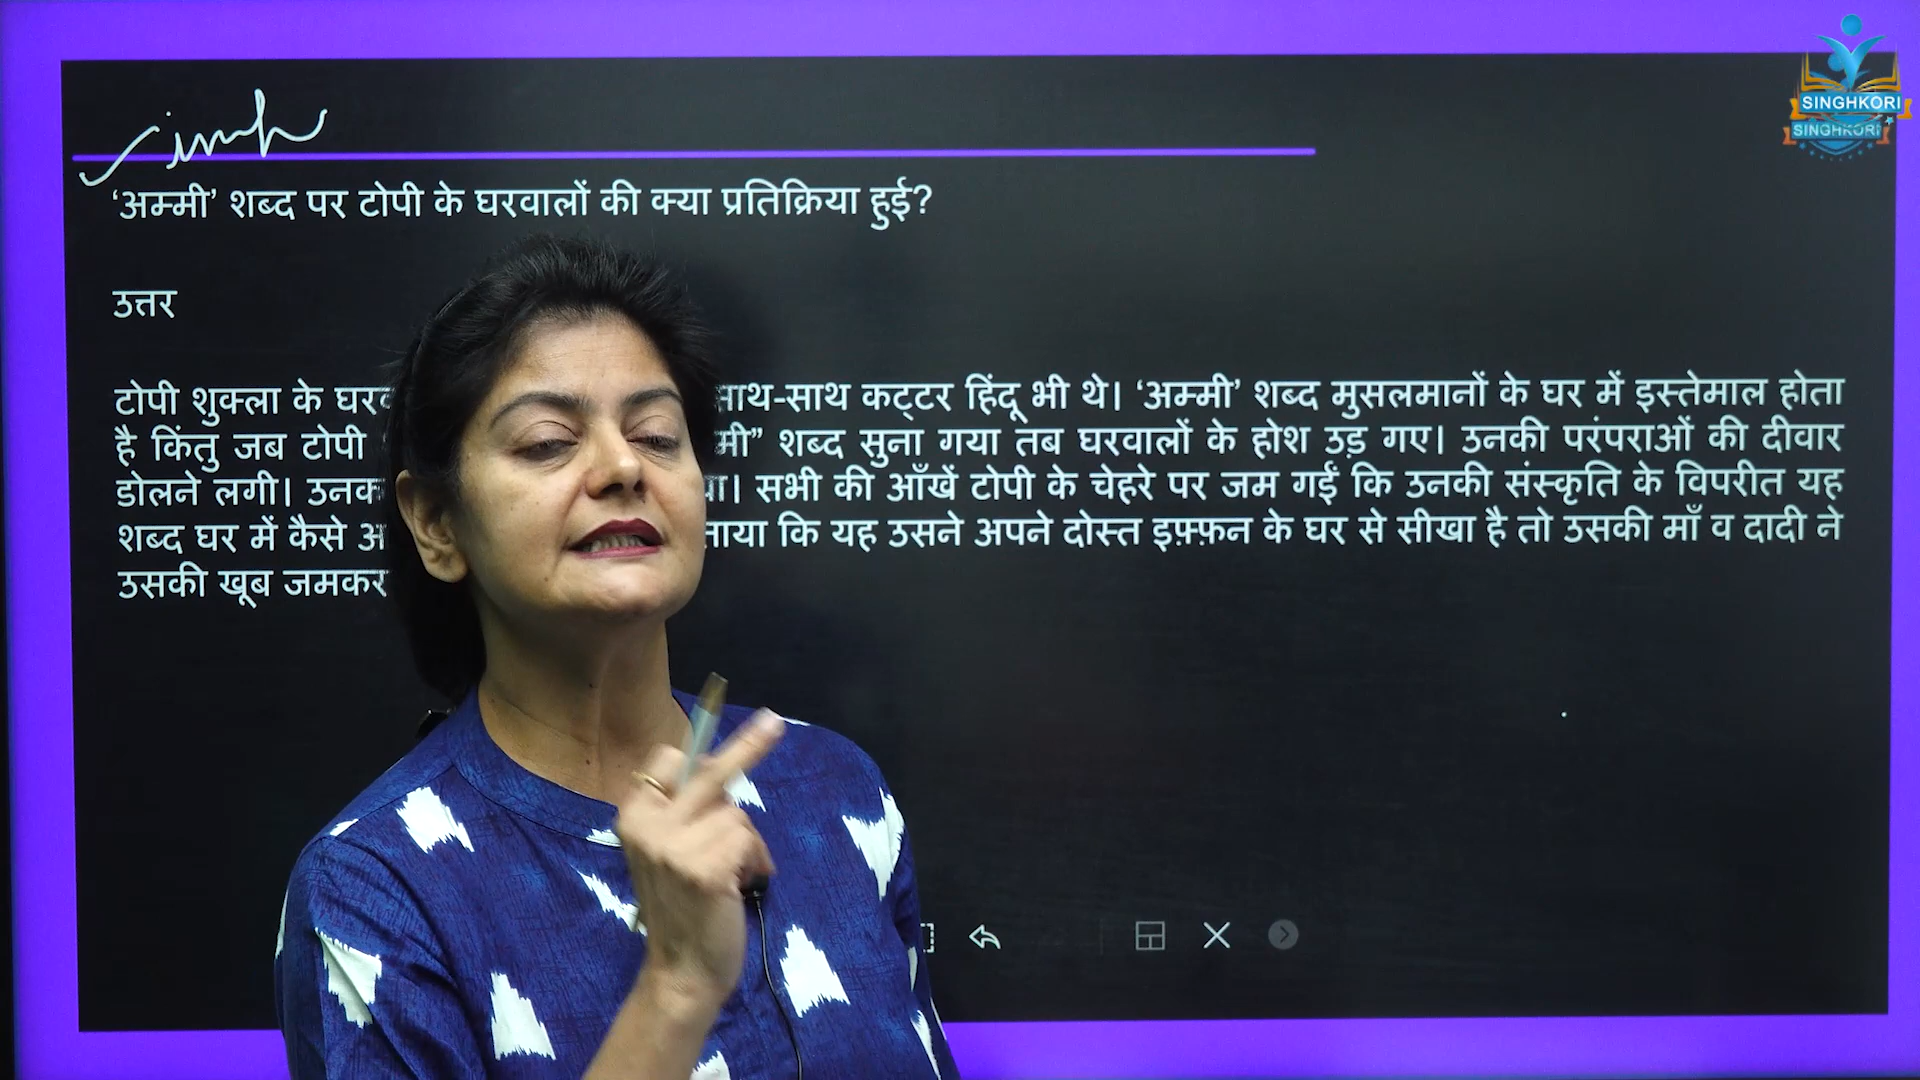 SINGHKORI
SINGHKORI
‘अम्मी’ शब्द पर टोपी के घरवालों की क्या प्रतिक्रिया हुई?
उत्तर
टोपी शुक्ला के साथ-साथ कट्टर हिंदू भी थे। ‘अम्मी’ शब्द मुसलमानों के घर में इस्तेमाल होता
है किंतु जब टोपी शब्द सुना गया तब घरवालों के होश उड़ गए। उनकी परंपराओं की दीवार
डोलने लगी। सभी की आँखें टोपी के चेहरे पर जम गईं कि उनकी संस्कृति के विपरीत यह
शब्द घर में कैसे कि यह उसने अपने दोस्त इफ़्फ़न के घर से सीखा है तो उसकी माँ व दादी ने
उसकी खूब जमकर